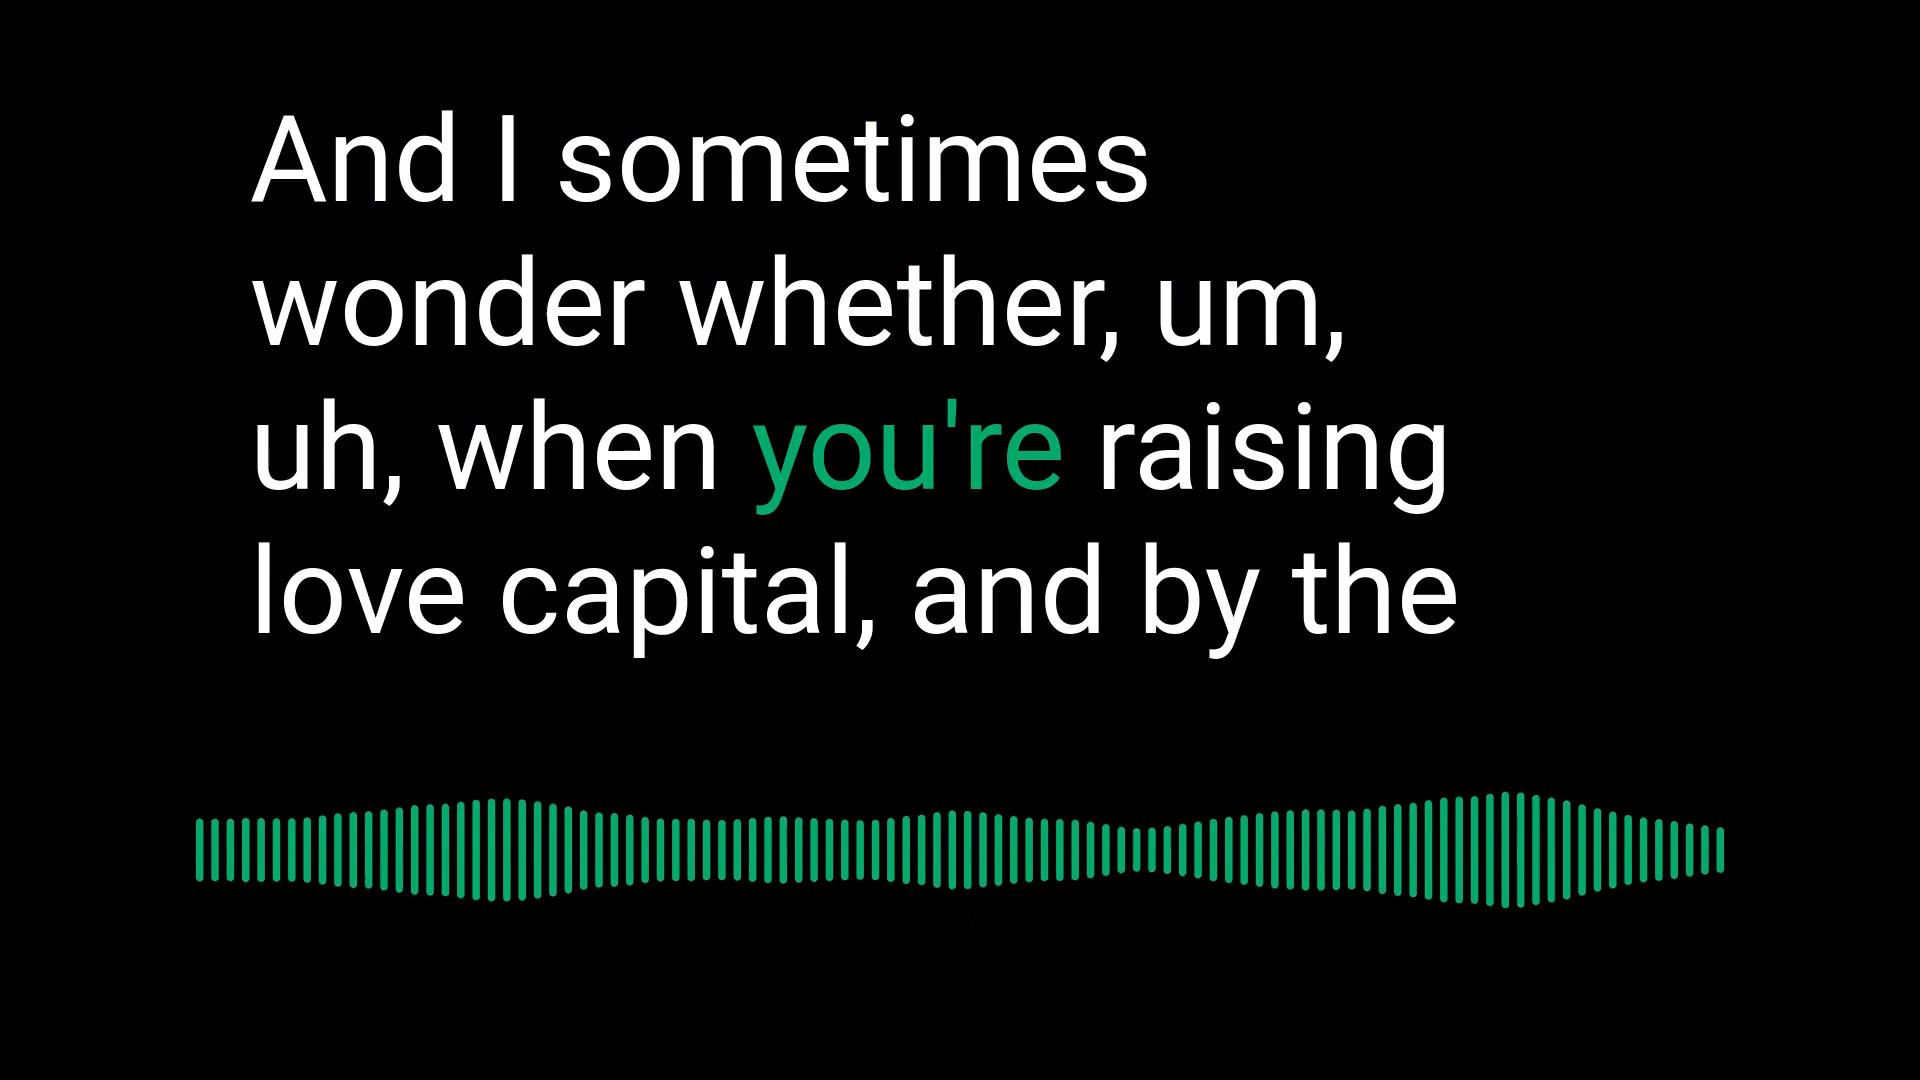 And I sometimes
wonder whether, um,
uh, when you're raising
love capital, and by the